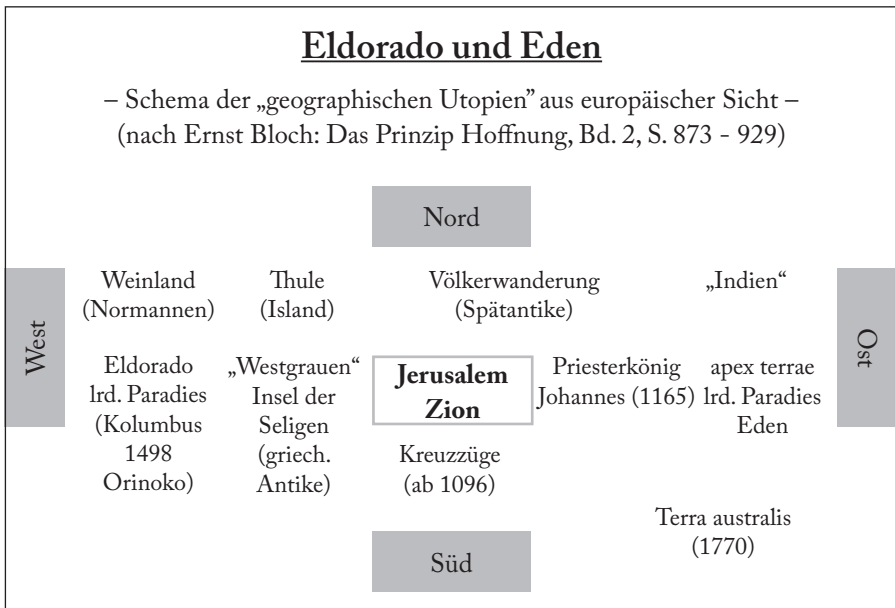 Eldorado und Eden
– Schema der „geographischen Utopien” aus europäischer Sicht –
(nach Ernst Bloch: Das Prinzip Hoffnung, Bd. 2, S. 873 - 929)
Nord
West
Weinland
(Normannen)
Thule
(Island)
Völkerwanderung
(Spätantike)
„Indien“
Ost
Eldorado
lrd. Paradies
(Kolumbus
1498
Orinoko)
„Westgrauen“
Insel der
Seligen
(griech.
Antike)
Jerusalem
Zion
Kreuzzüge
(ab 1096)
Priesterkönig
Johannes (1165)
apex terrae
lrd. Paradies
Eden
Terra australis
(1770)
Süd